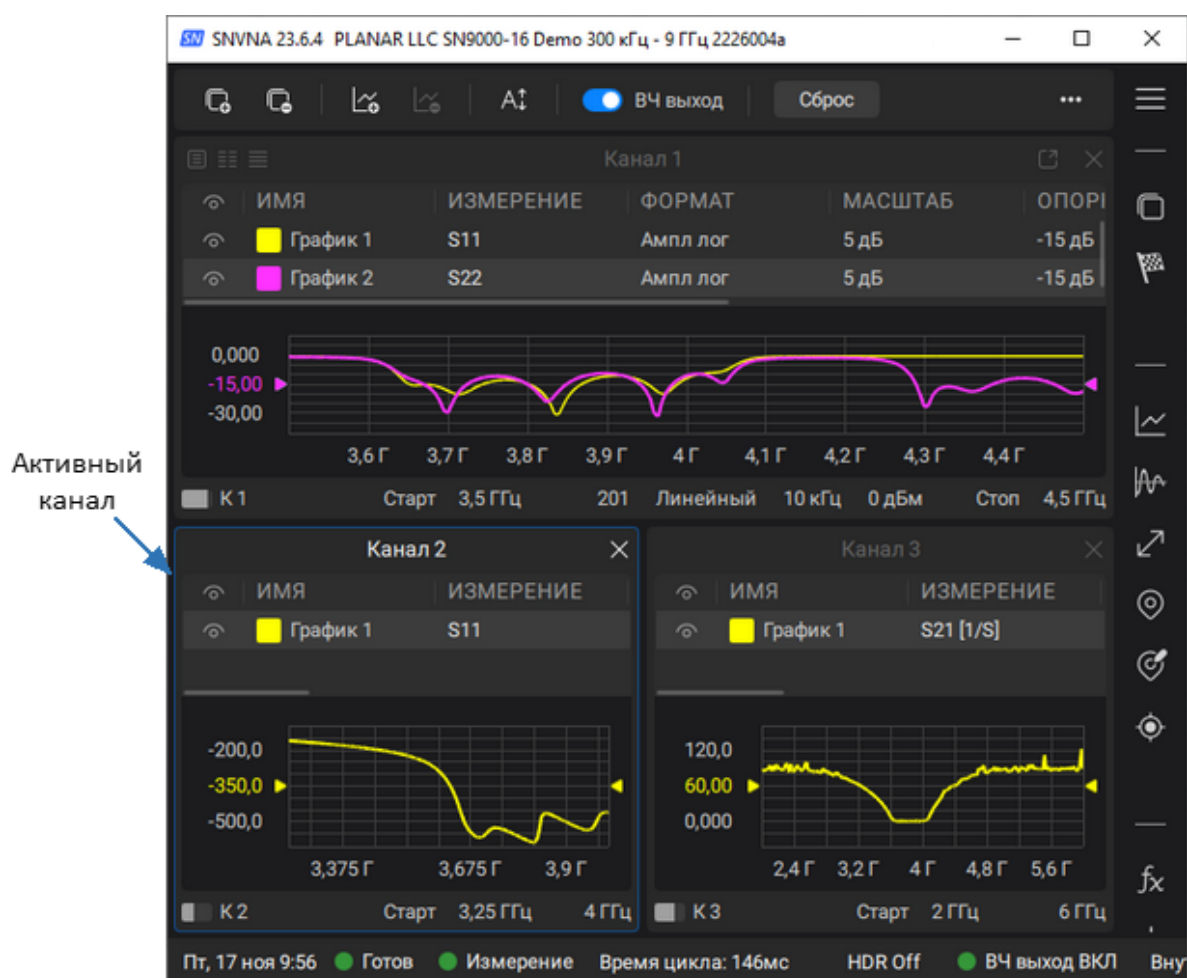 SNVNA 23.6.4 PLANAR LLC SN9000-16 Demo 300 кГц - 9 ГГц 2226004a
ВЧ выход Сброс
Канал 1
ИМЯ ИЗМЕРЕНИЕ ФОРМАТ МАСШТАБ
График 1 S11 Ампл лог 5 дБ -15 дБ
График 2 S22 Ампл лог 5 дБ -15 дБ
0,000
-15,00
-30,00
3,6 Г 3,7 Г 3,8 Г 3,9 Г 4 Г 4,1 Г 4,2 Г 4,3 Г 4,4 Г
К 1 Старт 3,5 ГГц 201 Линейный 10 кГц 0 дБм Стоп 4,5 ГГц
Активный
канал
Канал 2
ИМЯ ИЗМЕРЕНИЕ
График 1 S11
-200,0
-350,0
-500,0
3,375 Г 3,675 Г 3,9 Г
К 2 Старт 3,25 ГГц 4 ГГц
Канал 3
ИМЯ ИЗМЕРЕНИЕ
График 1 S21 [1/S]
120,0
60,00
0,000
2,4 Г 3,2 Г 4 Г 4,8 Г 5,6 Г
К 3 Старт 2 ГГц 6 ГГц
fx
Пт, 17 ноя 9:56 Готов Измерение Время цикла: 146мс HDR Off ВЧ выход ВКЛ